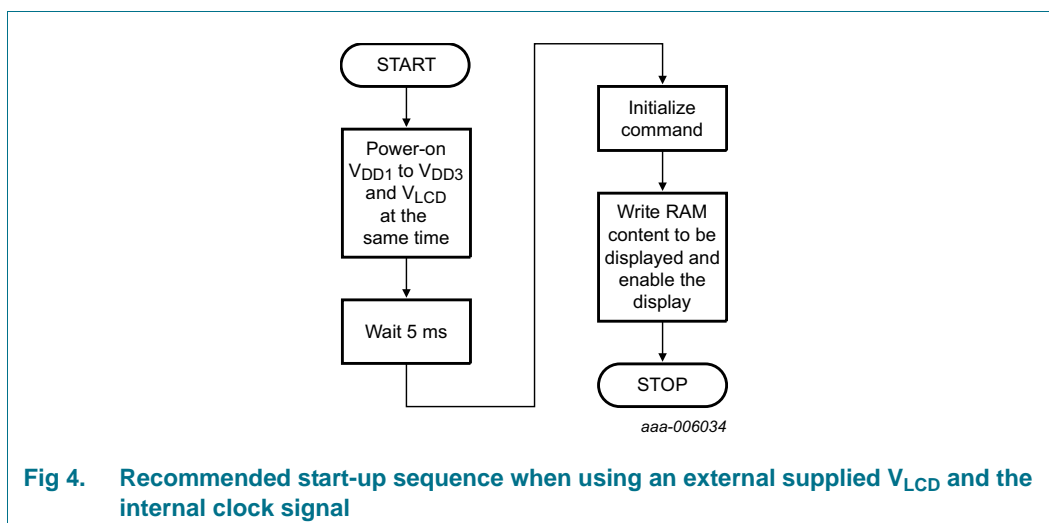 START
Power-on
VDD1 to VDD3
and VLCD
at the
same time
Wait 5 ms
Initialize
command
Write RAM
content to be
displayed and
enable the
display
STOP
aaa-006034
Fig 4. Recommended start-up sequence when using an external supplied VLCD and the
internal clock signal